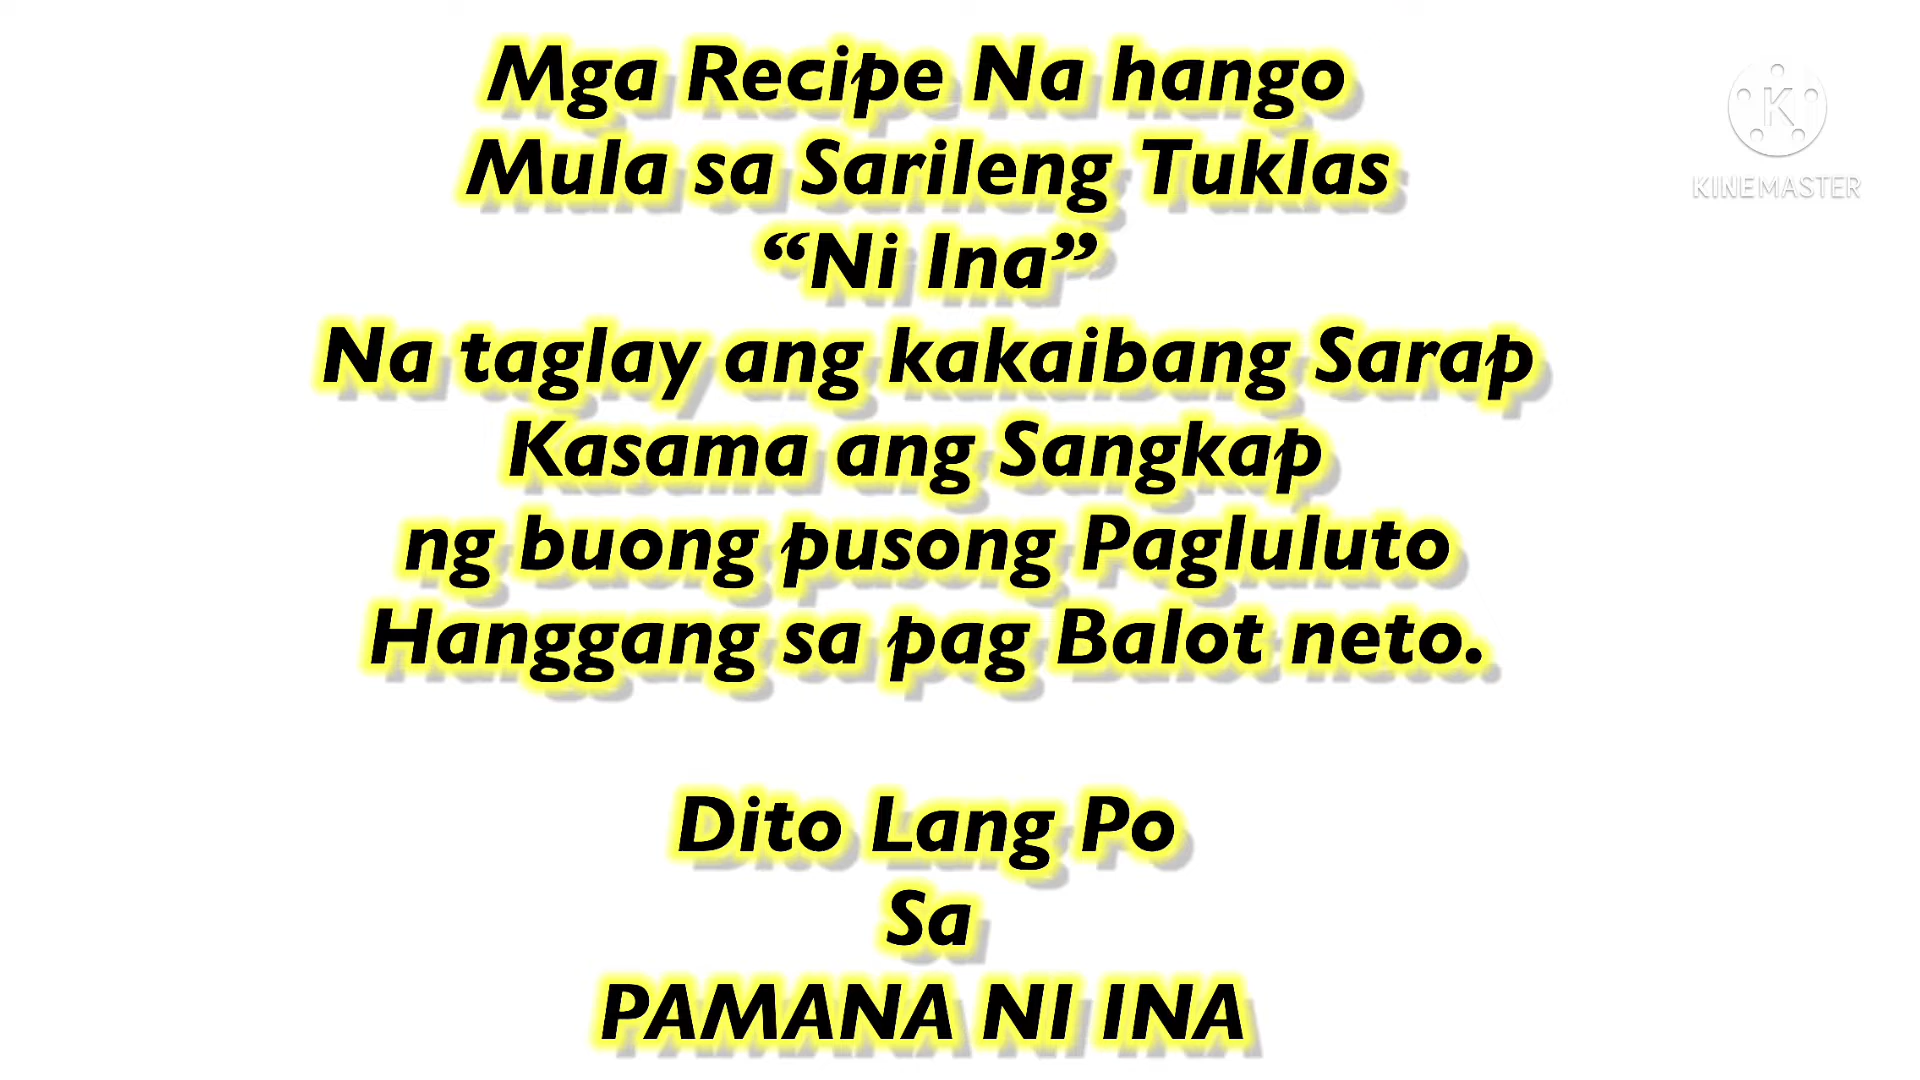 Mga Recipe Na hango
Mula sa Sarileng Tuklas
“Ni Ina”
Na taglay ang kakaibang Sarap
Kasama ang Sangkap
ng buong pusong Pagluluto
Hanggang sa pag Balot neto.
Dito Lang Po
Sa
PAMANA NI INA
K
KINEMASTER